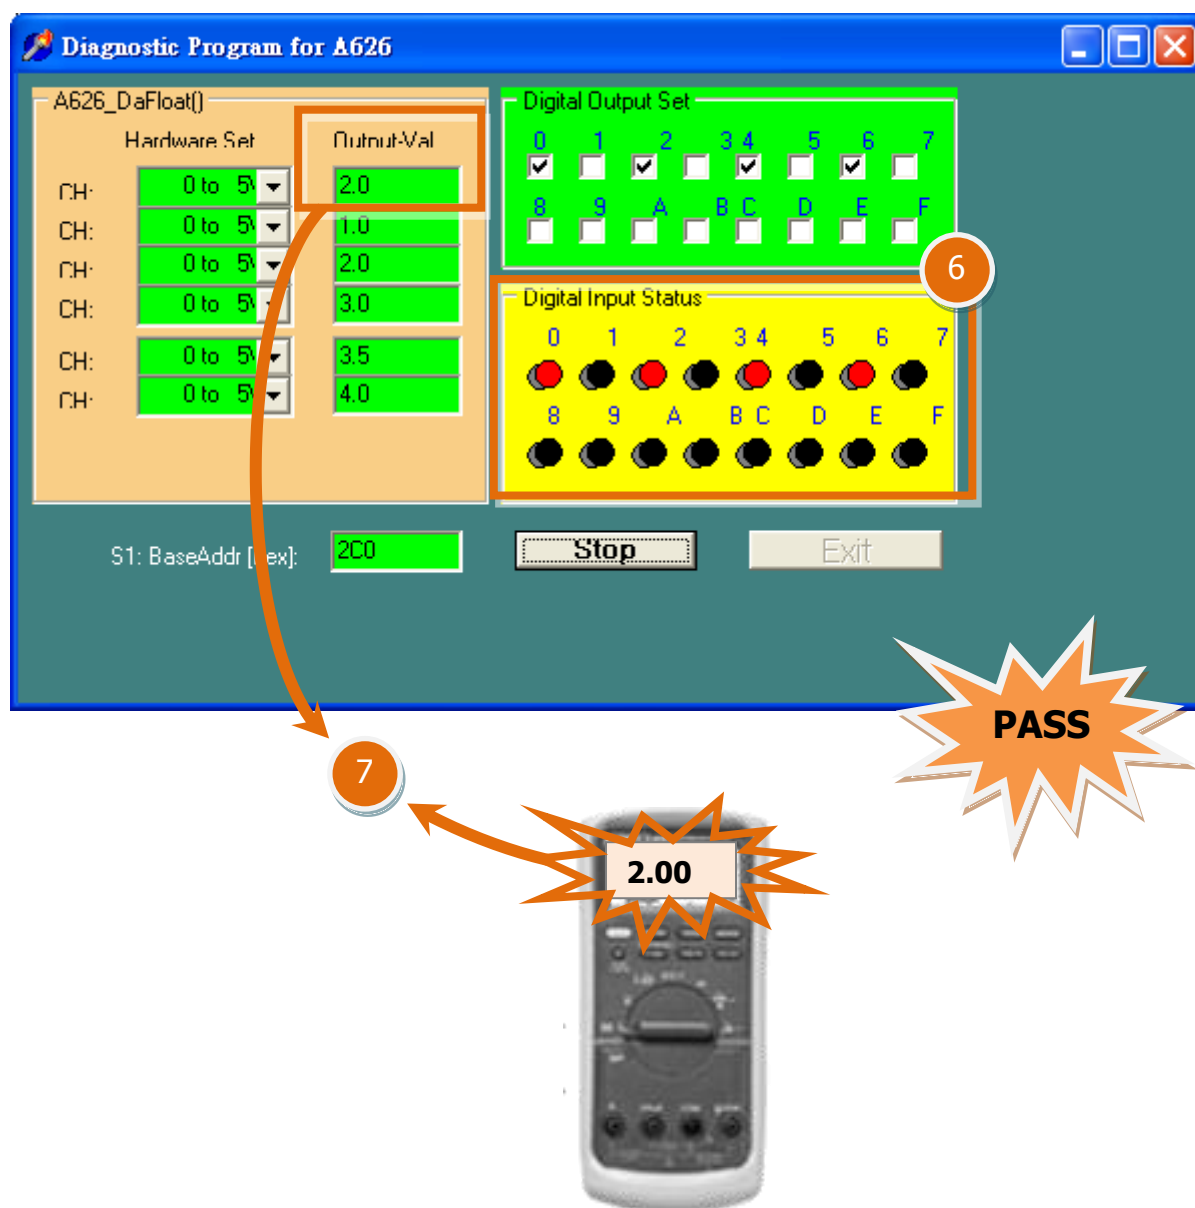 Diagnostic Program for A626
A626_DaFloat()
Hardware Set Output-Val
CH: 0 to 5V 2.0
CH: 0 to 5V 1.0
CH: 0 to 5V 2.0
CH: 0 to 5V 3.0
CH: 0 to 5V 3.5
CH: 0 to 5V 4.0
Digital Output Set
0 1 2 3 4 5 6 7
8 9 A B C D E F
6
Digital Input Status
0 1 2 3 4 5 6 7
8 9 A B C D E F
S1: BaseAddr [Hex]: 2C0 Stop Exit
PASS
7
2.00